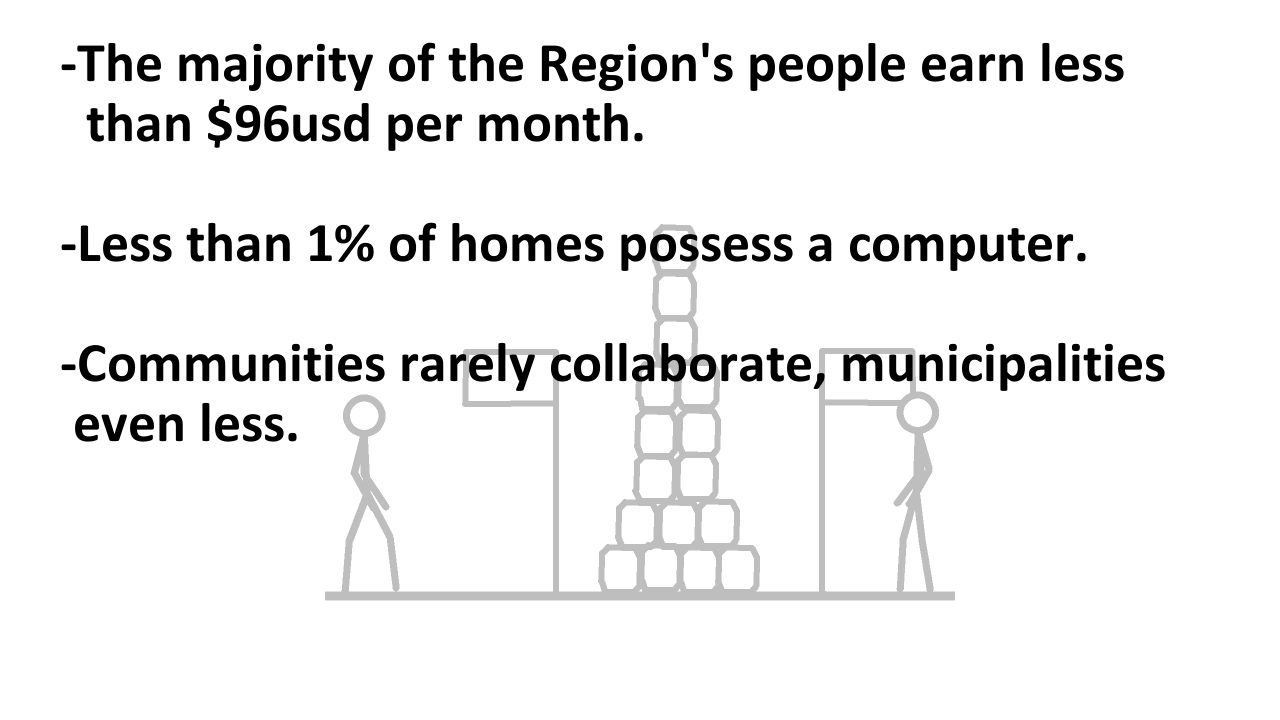 -The majority of the Region's people earn less
than $96usd per month.
-Less than 1% of homes possess a computer.
-Communities rarely collaborate, municipalities
even less.